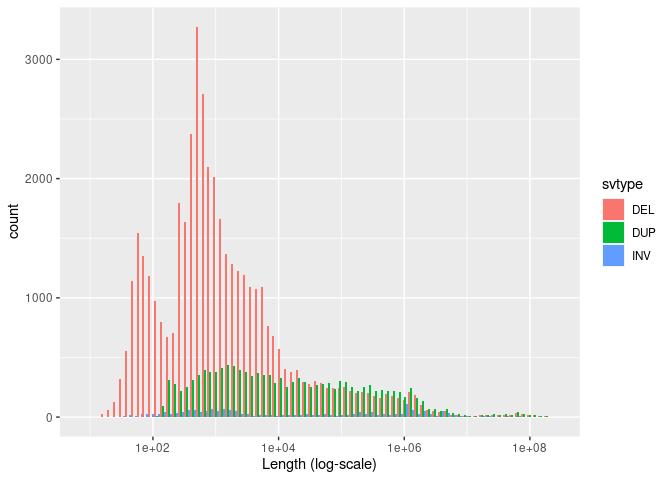 3000
2000
1000
0
count
1e+02
1e+04
1e+06
1e+08
Length (log-scale)
svtype
DEL
DUP
INV